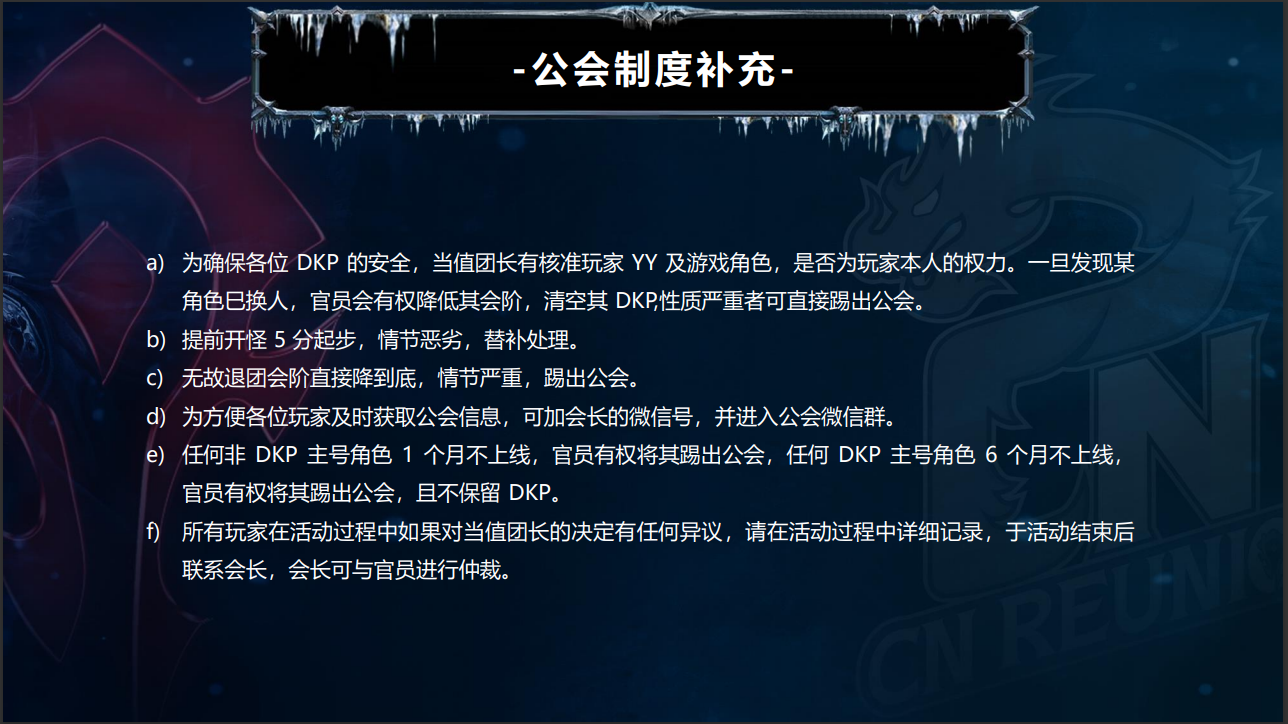 -公会制度补充-
a) 为确保各位 DKP 的安全，当值团长有核准玩家 YY 及游戏角色，是否为玩家本人的权力。一旦发现某
角色巳换人，官员会有权降低其会阶，清空其 DKP,性质严重者可直接踢出公会。
b) 提前开怪 5 分起步，情节恶劣，替补处理。
c) 无故退团会阶直接降到底，情节严重，踢出公会。
d) 为方便各位玩家及时获取公会信息，可加会长的微信号，并进入公会微信群。
e) 任何非 DKP 主号角色 1 个月不上线，官员有权将其踢出公会，任何 DKP 主号角色 6 个月不上线，
官员有权将其踢出公会，且不保留 DKP。
f) 所有玩家在活动过程中如果对当值团长的决定有任何异议，请在活动过程中详细记录，于活动结束后
联系会长，会长可与官员进行仲裁。
CN
CN REUNIO